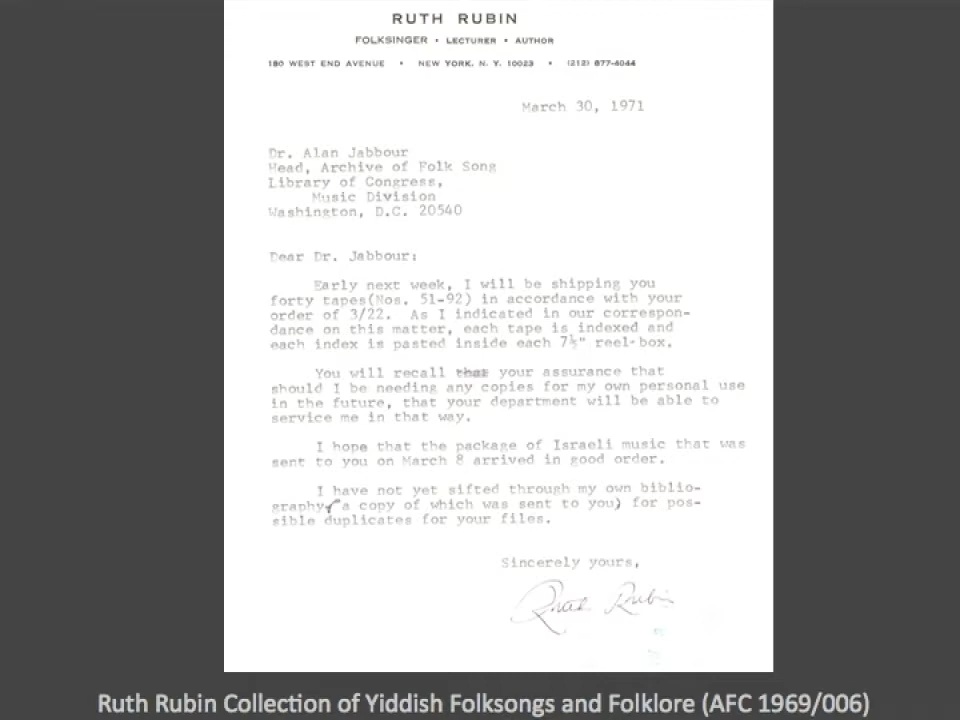 RUTH RUBIN
FOLKSINGER • LECTURER • AUTHOR
180 WEST END AVENUE • NEW YORK, N. Y. 10023 • (212) 877-4044
March 30, 1971
Dr. Alan Jabbour
Head, Archive of Folk Song
Library of Congress,
Music Division
Washington, D.C. 20540
Dear Dr. Jabbour:
Early next week, I will be shipping you
forty tapes(Nos. 51-92) in accordance with your
order of 3/22. As I indicated in our correspon-
dance on this matter, each tape is indexed and
each index is pasted inside each 7½" reel-box.
You will recall that your assurance that
should I be needing any copies for my own personal use
in the future, that your department will be able to
service me in that way.
I hope that the package of Israeli music that was
sent to you on March 8 arrived in good order.
I have not yet sifted through my own biblio-
graphy(a copy of which was sent to you) for pos-
sible duplicates for your files.
Sincerely yours,
Ruth Rubin
Ruth Rubin Collection of Yiddish Folksongs and Folklore (AFC 1969/006)